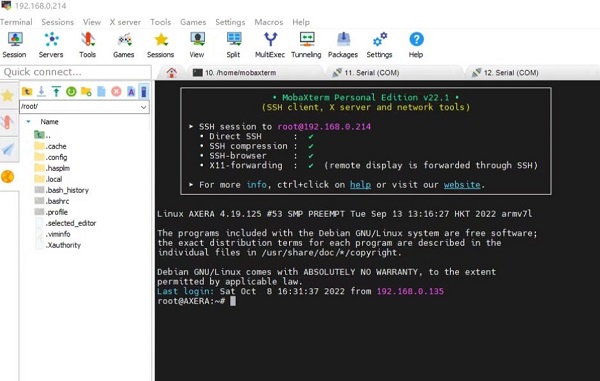 192.168.0.214
Terminal Sessions View X server Tools Games Settings Macros Help
Session Servers Tools Games Sessions View Split MultiExec Tunneling Packages Settings Help
Quick connect...
10. /home/mobaxterm
11. Serial (COM)
12. Serial (COM)
/root/
Name
..
.cache
.config
.hasplm
.local
.bash_history
.bashrc
.profile
.selected_editor
.viminfo
.Xauthority
• MobaXterm Personal Edition v22.1 •
(SSH client, X server and network tools)
► SSH session to root@192.168.0.214
• Direct SSH : ✔
• SSH compression : ✔
• SSH-browser : ✔
• X11-forwarding : ✔ (remote display is forwarded through SSH)
► For more info, ctrl+click on help or visit our website.
Linux AXERA 4.19.125 #53 SMP PREEMPT Tue Sep 13 13:16:27 HKT 2022 armv7l
The programs included with the Debian GNU/Linux system are free software;
the exact distribution terms for each program are described in the
individual files in /usr/share/doc/*/copyright.
Debian GNU/Linux comes with ABSOLUTELY NO WARRANTY, to the extent
permitted by applicable law.
Last login: Sat Oct 8 16:31:37 2022 from 192.168.0.135
root@AXERA:~#